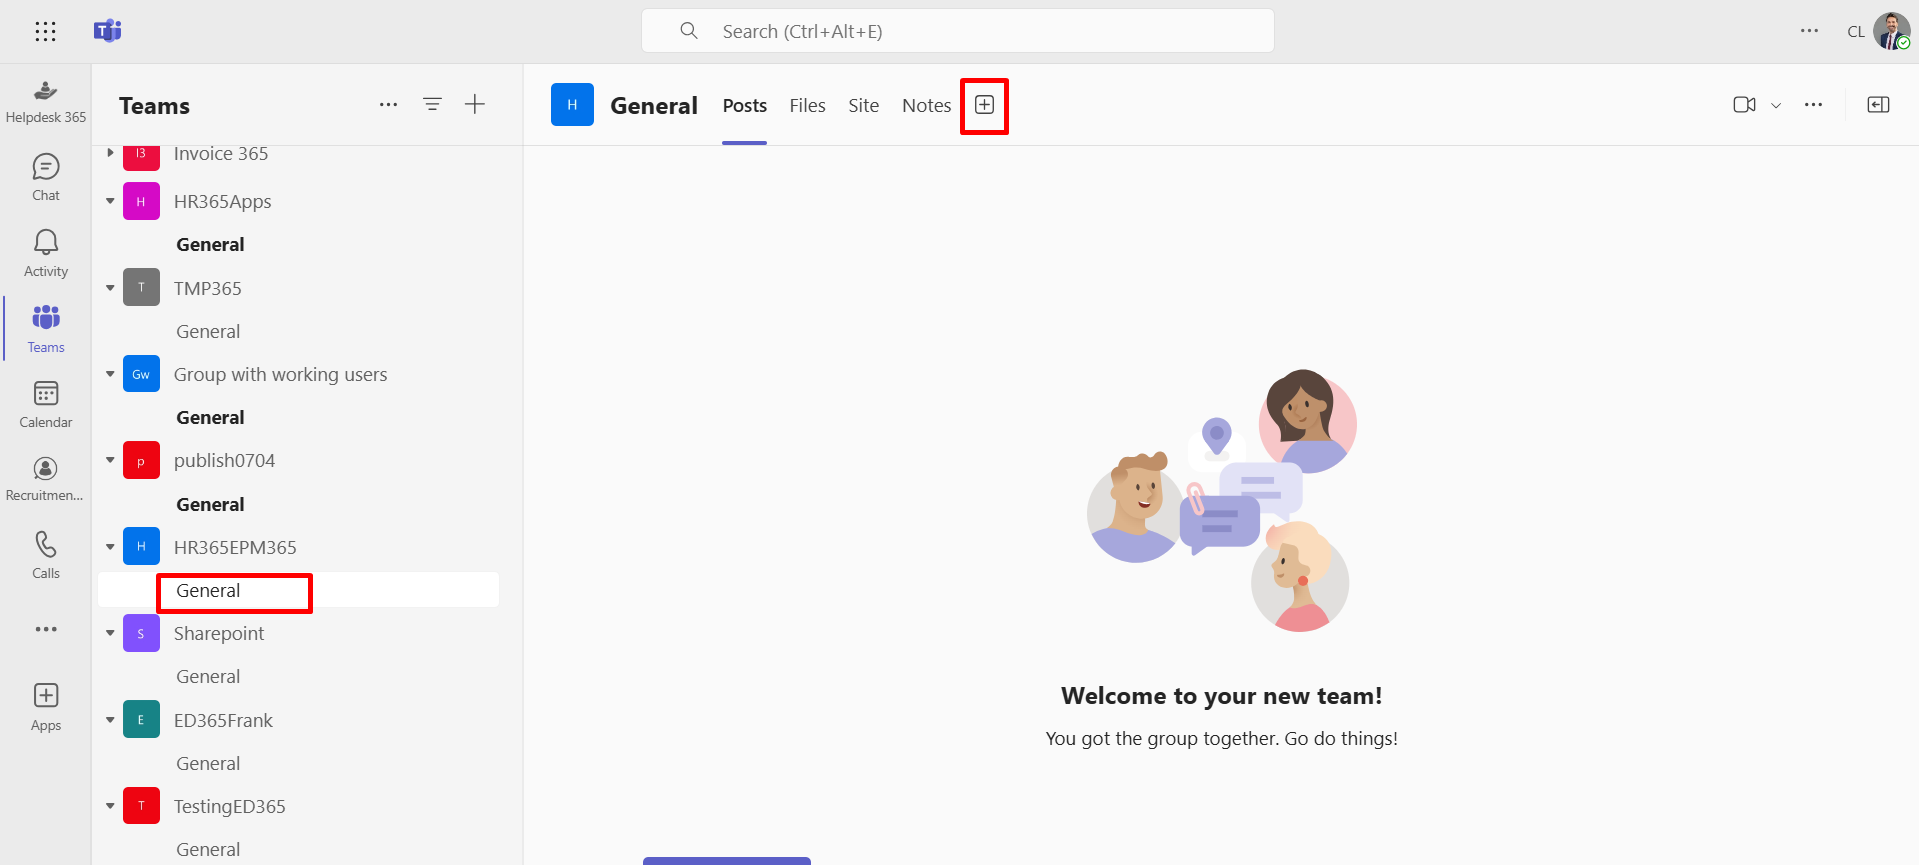 Search (Ctrl+Alt+E)
CL
Helpdesk 365
Chat
Activity
Teams
Calendar
Recruitmen...
Calls
Apps
Teams
I3 Invoice 365
H HR365Apps
General
T TMP365
General
Gw Group with working users
General
p publish0704
General
H HR365EPM365
General
S Sharepoint
General
E ED365Frank
General
T TestingED365
General
H General Posts Files Site Notes
Welcome to your new team!
You got the group together. Go do things!